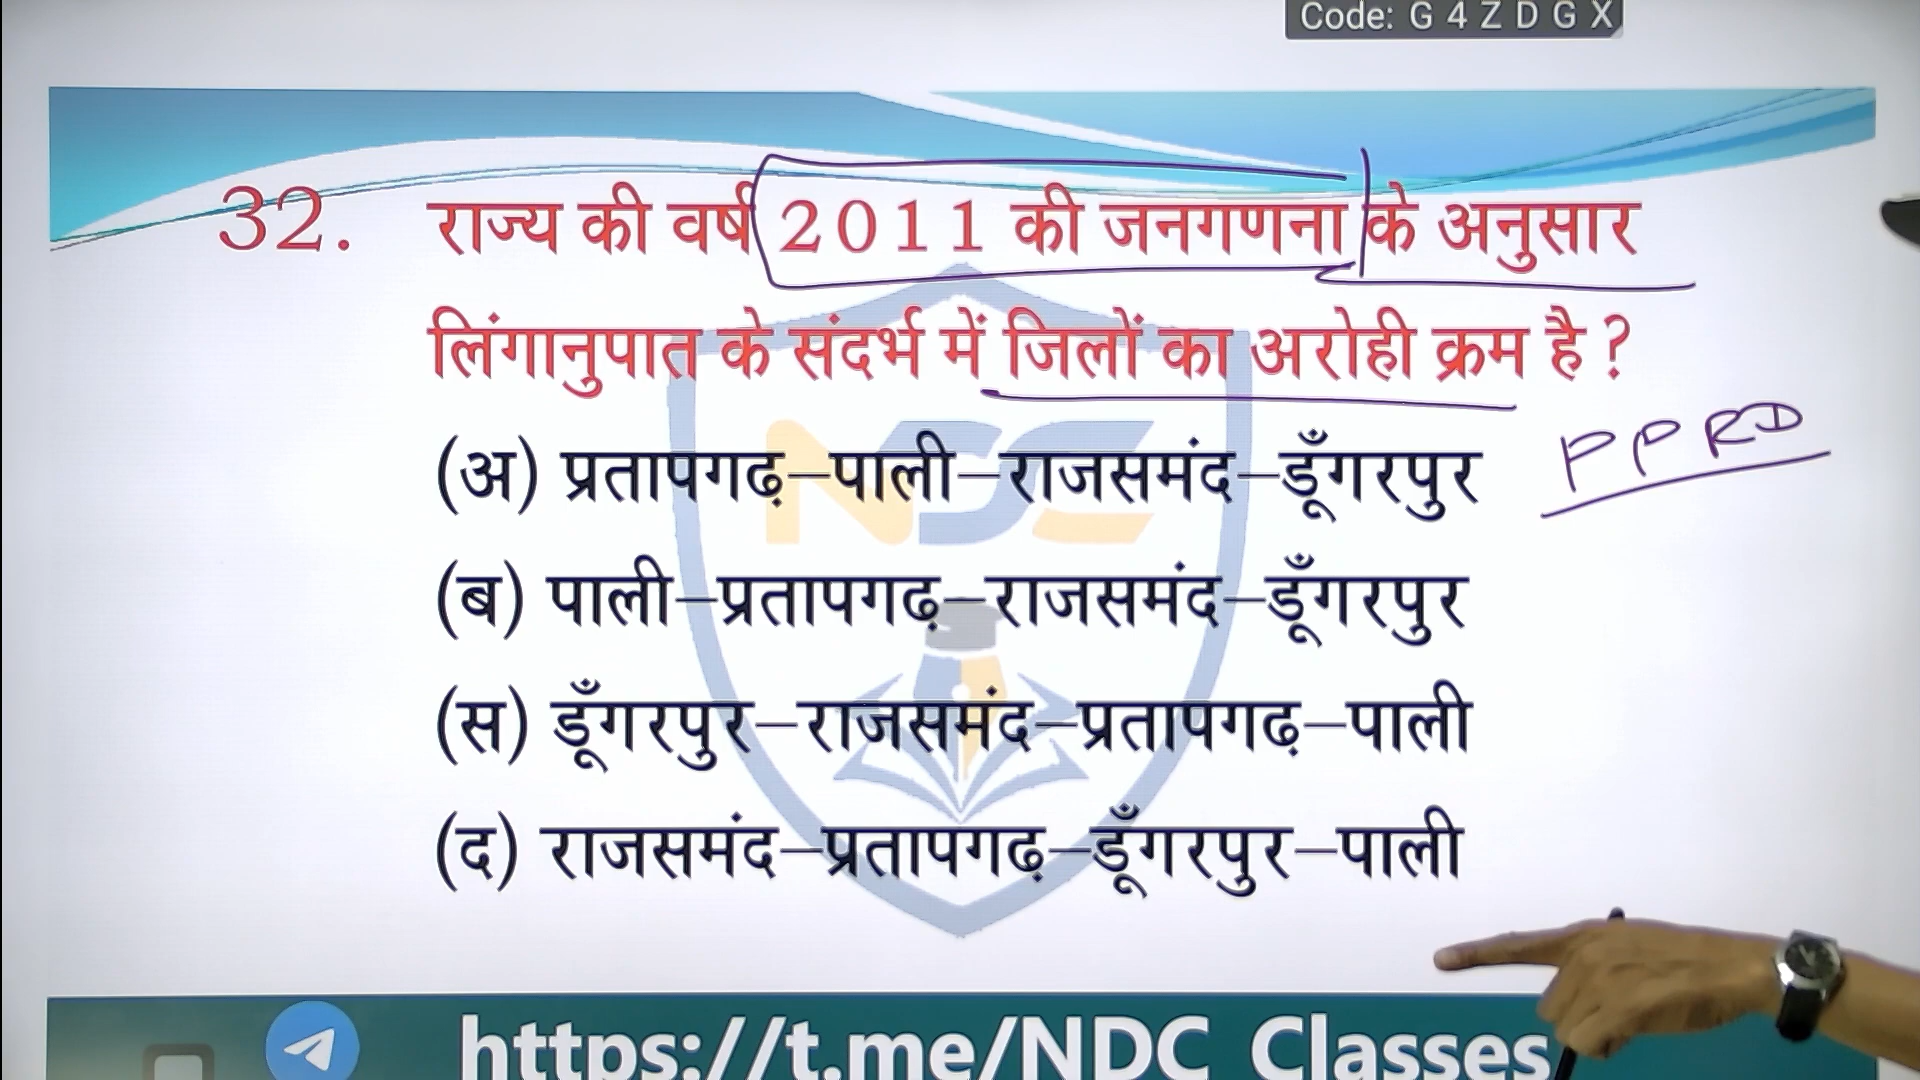 Code: G 4 Z D G X
32. राज्य की वर्ष 2011 की जनगणना के अनुसार
लिंगानुपात के संदर्भ में जिलों का अरोही क्रम है ?
(अ) प्रतापगढ़–पाली–राजसमंद–डूँगरपुर
PPRD
(ब) पाली–प्रतापगढ़–राजसमंद–डूँगरपुर
(स) डूँगरपुर–राजसमंद–प्रतापगढ़–पाली
(द) राजसमंद–प्रतापगढ़–डूँगरपुर–पाली
NDC
https://t.me/NDC_Classes